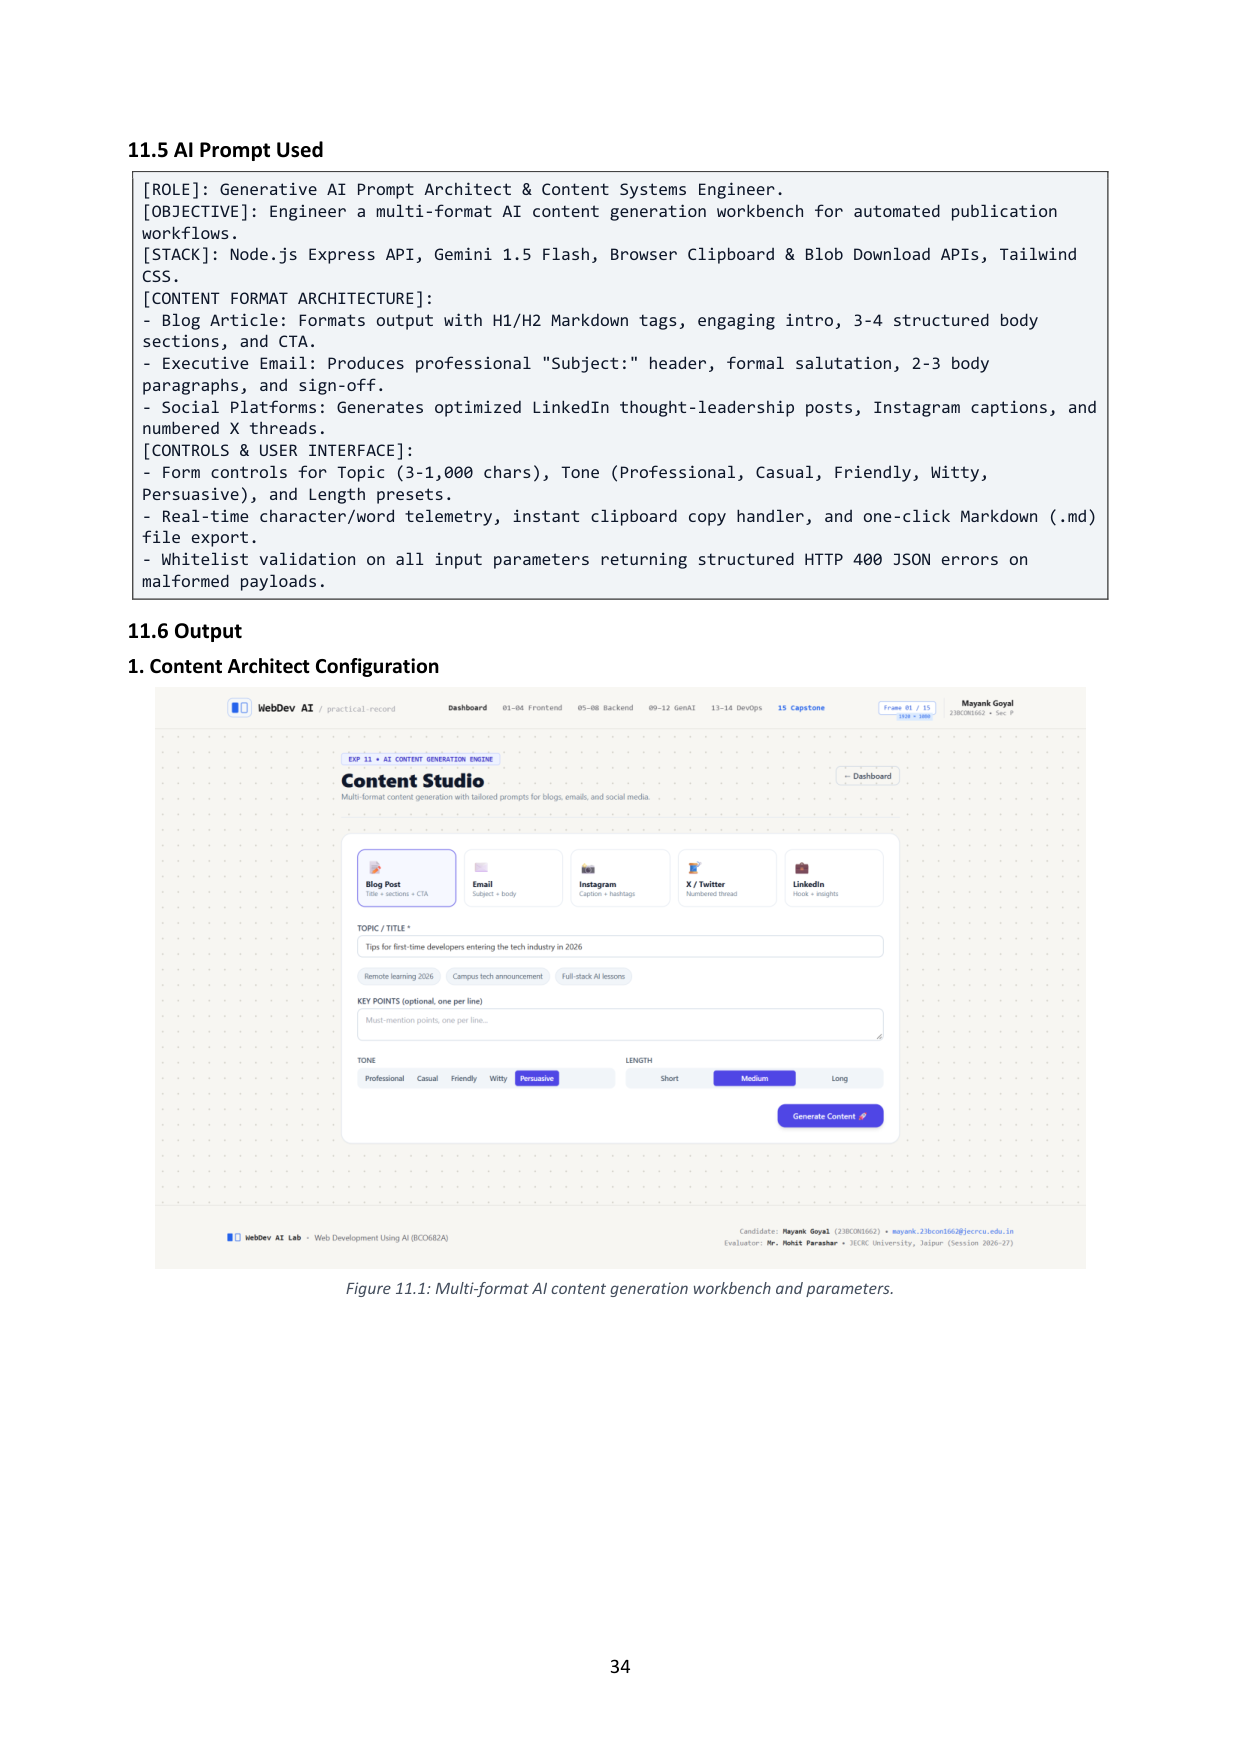 11.5 AI Prompt Used
[ROLE]: Generative AI Prompt Architect & Content Systems Engineer.
[OBJECTIVE]: Engineer a multi-format AI content generation workbench for automated publication
workflows.
[STACK]: Node.js Express API, Gemini 1.5 Flash, Browser Clipboard & Blob Download APIs, Tailwind
CSS.
[CONTENT FORMAT ARCHITECTURE]:
- Blog Article: Formats output with H1/H2 Markdown tags, engaging intro, 3-4 structured body
sections, and CTA.
- Executive Email: Produces professional "Subject:" header, formal salutation, 2-3 body
paragraphs, and sign-off.
- Social Platforms: Generates optimized LinkedIn thought-leadership posts, Instagram captions, and
numbered X threads.
[CONTROLS & USER INTERFACE]:
- Form controls for Topic (3-1,000 chars), Tone (Professional, Casual, Friendly, Witty,
Persuasive), and Length presets.
- Real-time character/word telemetry, instant clipboard copy handler, and one-click Markdown (.md)
file export.
- Whitelist validation on all input parameters returning structured HTTP 400 JSON errors on
malformed payloads.
11.6 Output
1. Content Architect Configuration
WebDev AI / practical-record Dashboard 01-04 Frontend 05-08 Backend 09-12 GenAI 13-14 DevOps 15 Capstone Frame 01 / 15 Mayank Goyal
1920 × 1080 23BCON1662 • Sec P
EXP 11 • AI CONTENT GENERATION ENGINE
Content Studio
← Dashboard
Multi-format content generation with tailored prompts for blogs, emails, and social media.
Blog Post Email Instagram X / Twitter LinkedIn
Title + sections + CTA Subject + body Caption + hashtags Numbered thread Hook + insights
TOPIC / TITLE *
Tips for first-time developers entering the tech industry in 2026
Remote learning 2026 Campus tech announcement Full-stack AI lessons
KEY POINTS (optional, one per line)
Must-mention points, one per line...
TONE LENGTH
Professional Casual Friendly Witty Persuasive Short Medium Long
Generate Content 🚀
Candidate: Mayank Goyal (23BCON1662) • mayank.23bcon1662@jecrcu.edu.in
WebDev AI Lab • Web Development Using AI (BCO682A)
Evaluator: Mr. Mohit Parashar • JECRC University, Jaipur (Session 2026-27)
Figure 11.1: Multi-format AI content generation workbench and parameters.
34